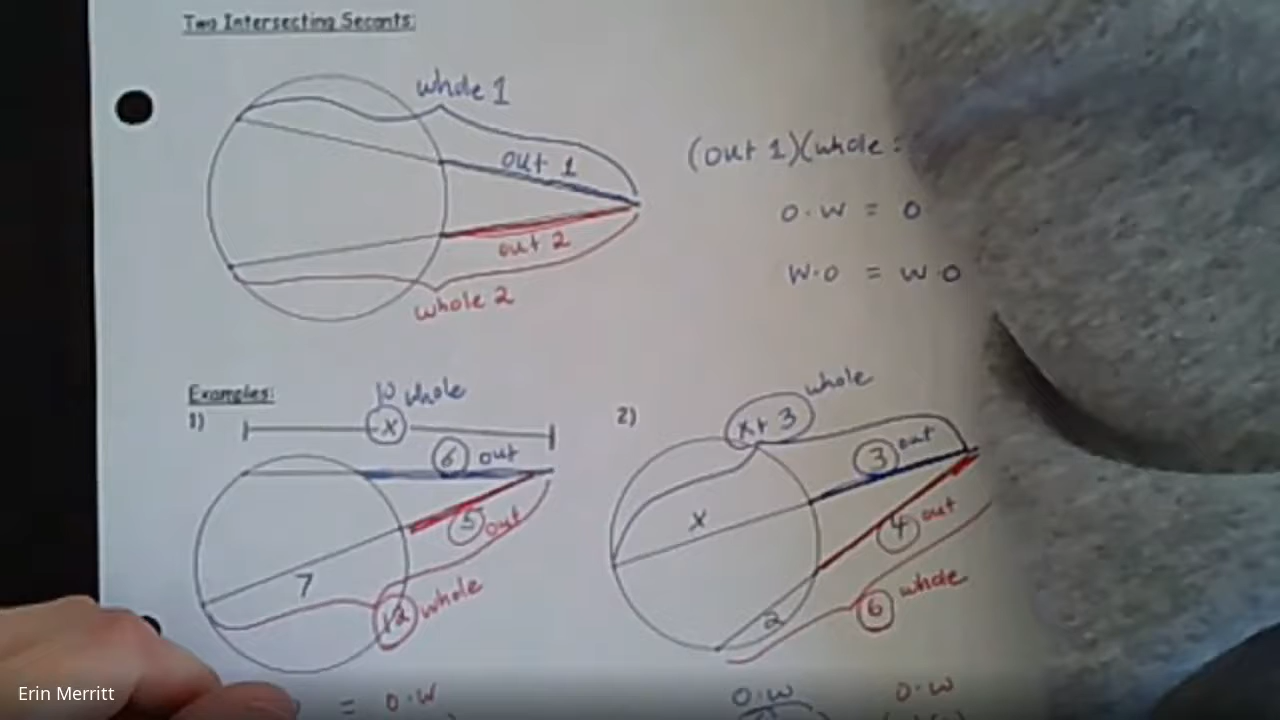 Two Intersecting Secants:
whole 1
out 1
out 2
whole 2
(out 1)(whole
O·W = O
W·O = W·O
Examples:
1)
10 whole
x
6 out
5 out
7
12 whole
2)
x+3 whole
3 out
x
4 out
2
6 whole
= O·W
O·W O·W
Erin Merritt